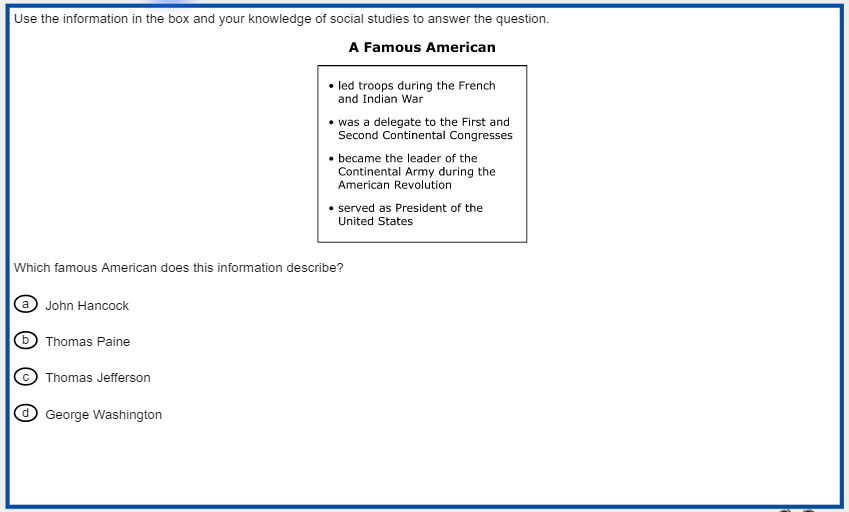 Use the information in the box and your knowledge of social studies to answer the question.
A Famous American
• led troops during the French
and Indian War
• was a delegate to the First and
Second Continental Congresses
• became the leader of the
Continental Army during the
American Revolution
• served as President of the
United States
Which famous American does this information describe?
a John Hancock
b Thomas Paine
c Thomas Jefferson
d George Washington